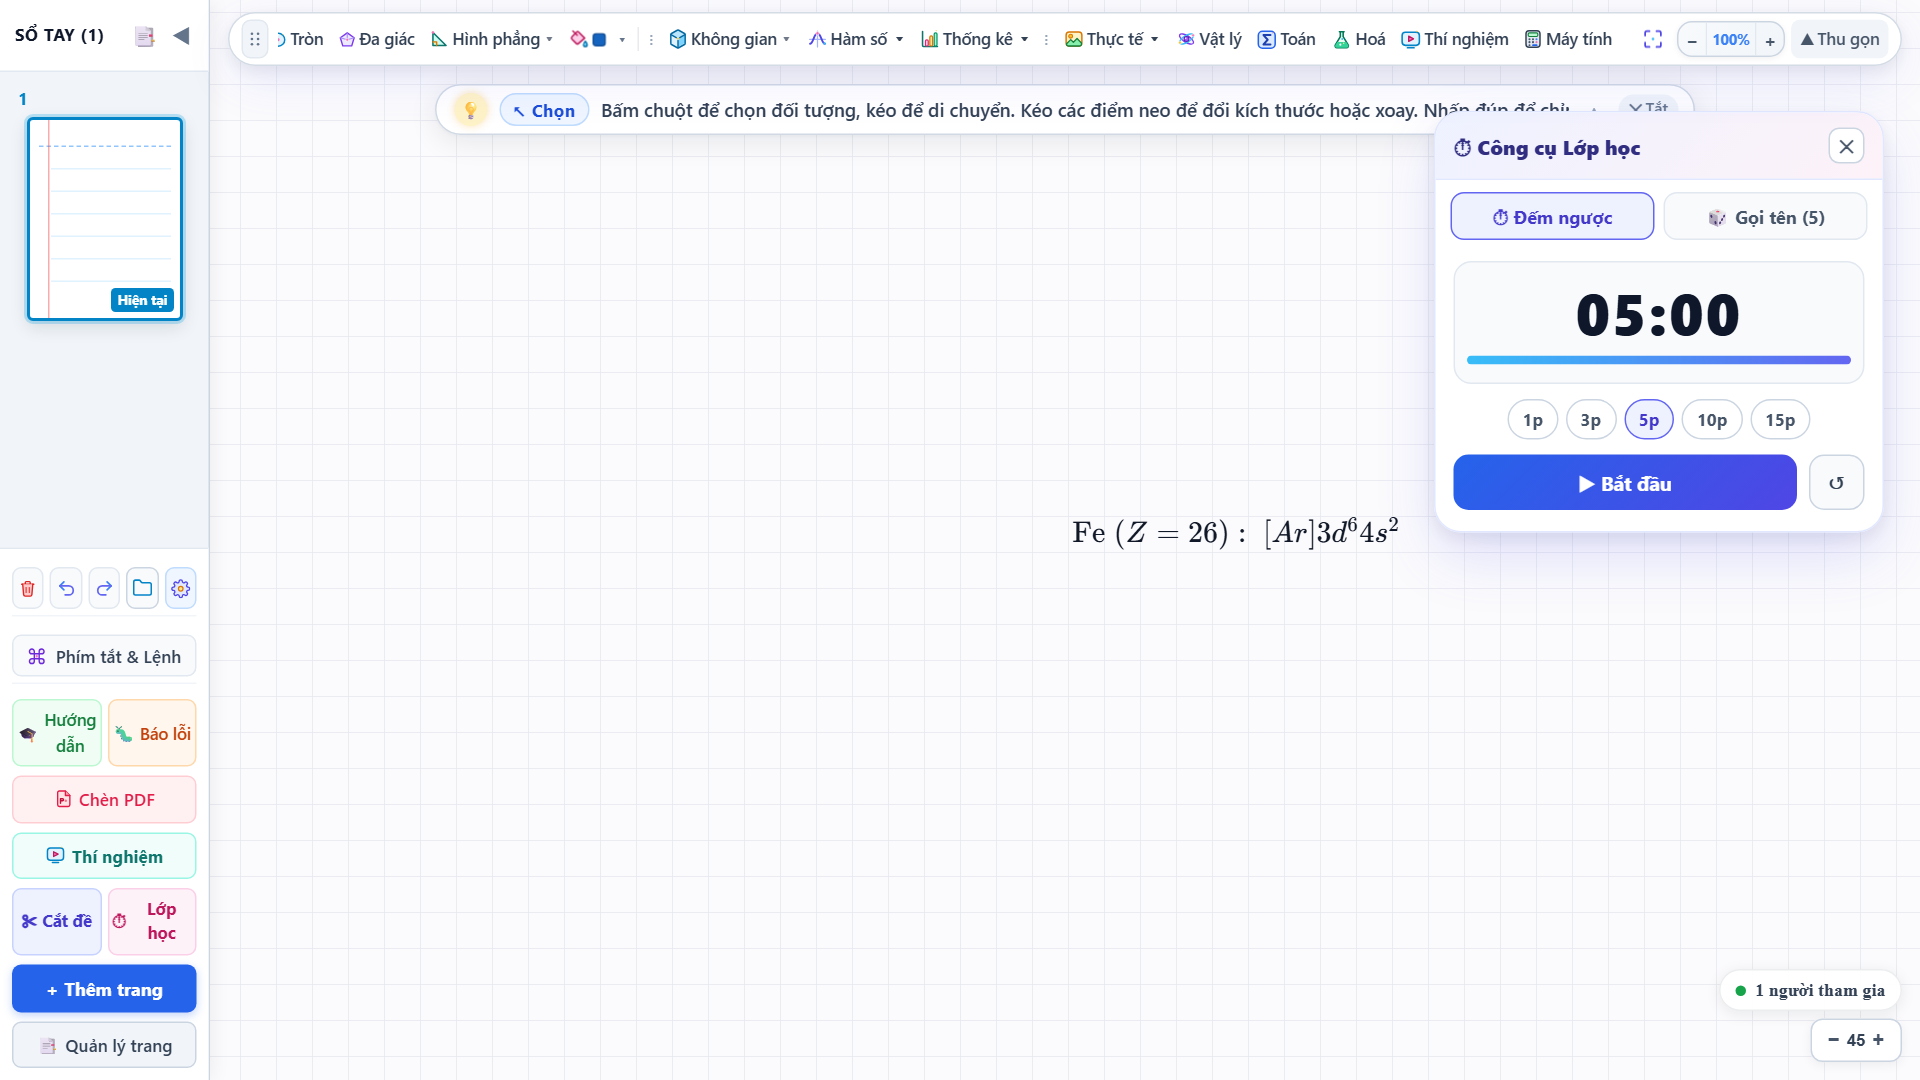 SỔ TAY (1)
Tròn
Đa giác
Hình phẳng
Không gian
Hàm số
Thống kê
Thực tế
Vật lý
Toán
Hoá
Thí nghiệm
Máy tính
− 100% +
Thu gọn
Chọn
Bấm chuột để chọn đối tượng, kéo để di chuyển. Kéo các điểm neo để đổi kích thước hoặc xoay. Nhấp đúp để
Tắt
1
Hiện tại
Công cụ Lớp học
Đếm ngược
Gọi tên (5)
05:00
1p
3p
5p
10p
15p
Bắt đầu
Fe (Z = 26) : [Ar]3d⁶4s²
Phím tắt & Lệnh
Hướng
dẫn
Báo lỗi
Chèn PDF
Thí nghiệm
Cắt đề
Lớp
học
+ Thêm trang
Quản lý trang
1 người tham gia
− 45 +